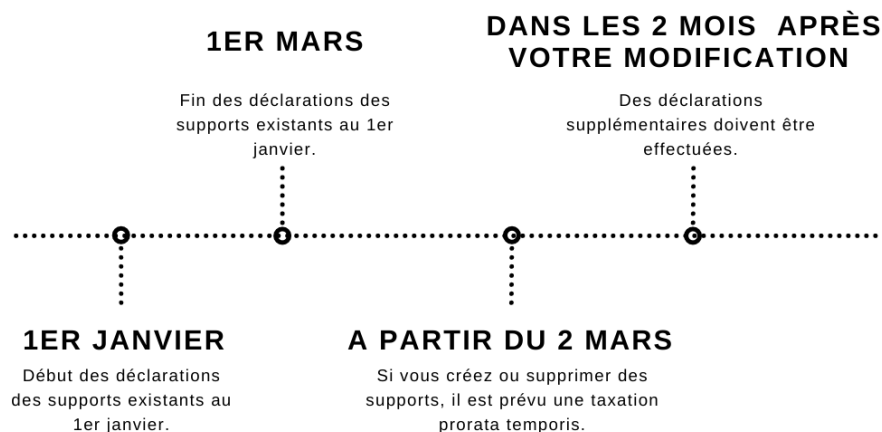 1ER MARS
Fin des déclarations des
supports existants au 1er
janvier.
DANS LES 2 MOIS APRÈS
VOTRE MODIFICATION
Des déclarations
supplémentaires doivent être
effectuées.
1ER JANVIER
Début des déclarations
des supports existants au
1er janvier.
A PARTIR DU 2 MARS
Si vous créez ou supprimer des
supports, il est prévu une taxation
prorata temporis.